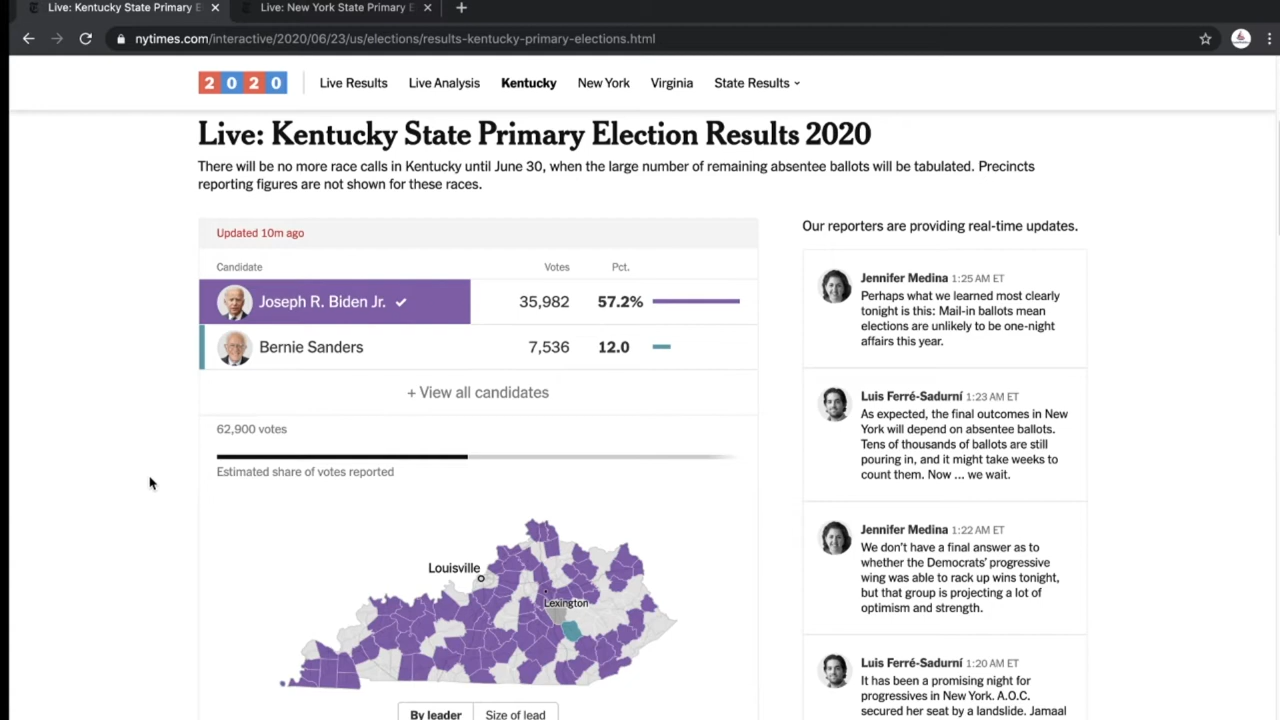 Live: Kentucky State Primary E
Live: New York State Primary E
nytimes.com/interactive/2020/06/23/us/elections/results-kentucky-primary-elections.html
2020
Live Results
Live Analysis
Kentucky
New York
Virginia
State Results
Live: Kentucky State Primary Election Results 2020
There will be no more race calls in Kentucky until June 30, when the large number of remaining absentee ballots will be tabulated. Precincts
reporting figures are not shown for these races.
Updated 10m ago
Candidate Votes Pct.
Joseph R. Biden Jr. ✓ 35,982 57.2%
Bernie Sanders 7,536 12.0
+ View all candidates
62,900 votes
Estimated share of votes reported
Louisville
Lexington
By leader
Size of lead
Our reporters are providing real-time updates.
Jennifer Medina 1:25 AM ET
Perhaps what we learned most clearly
tonight is this: Mail-in ballots mean
elections are unlikely to be one-night
affairs this year.
Luis Ferré-Sadurní 1:23 AM ET
As expected, the final outcomes in New
York will depend on absentee ballots.
Tens of thousands of ballots are still
pouring in, and it might take weeks to
count them. Now ... we wait.
Jennifer Medina 1:22 AM ET
We don't have a final answer as to
whether the Democrats' progressive
wing was able to rack up wins tonight,
but that group is projecting a lot of
optimism and strength.
Luis Ferré-Sadurní 1:20 AM ET
It has been a promising night for
progressives in New York. A.O.C.
secured her seat by a landslide. Jamaal